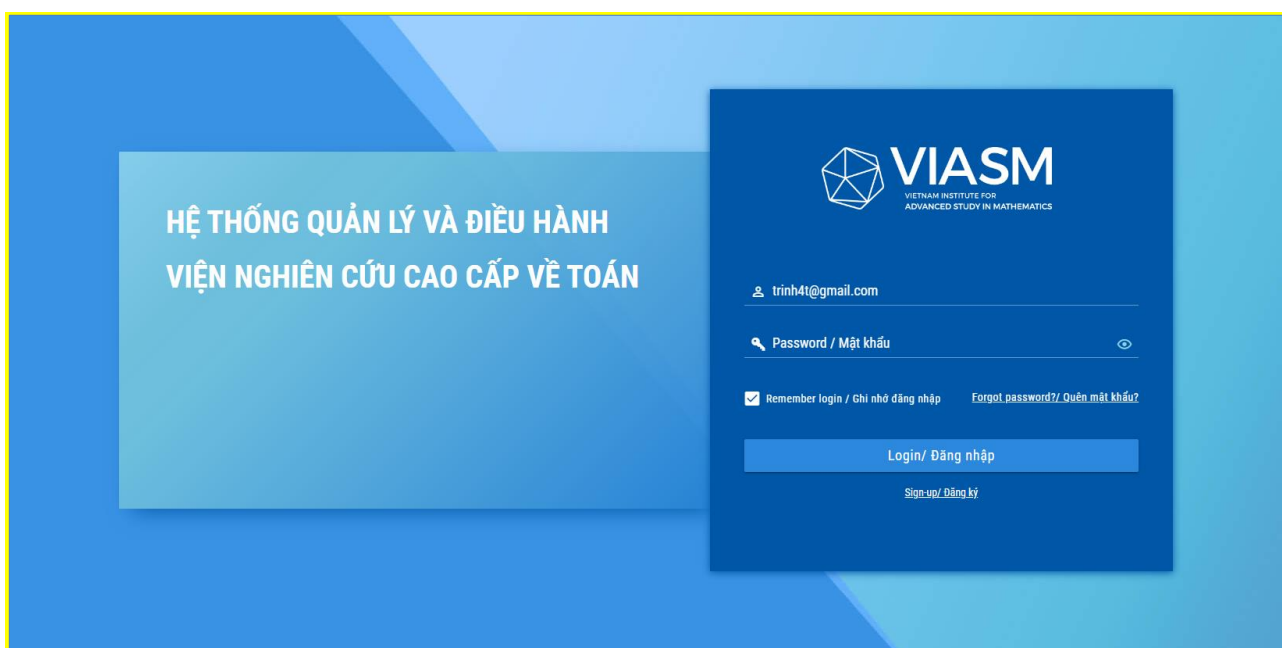 HỆ THỐNG QUẢN LÝ VÀ ĐIỀU HÀNH
VIỆN NGHIÊN CỨU CAO CẤP VỀ TOÁN
VIASM
VIETNAM INSTITUTE FOR
ADVANCED STUDY IN MATHEMATICS
trinh4t@gmail.com
Password / Mật khẩu
Remember login / Ghi nhớ đăng nhập
Forgot password?/ Quên mật khẩu?
Login/ Đăng nhập
Sign-up/ Đăng ký